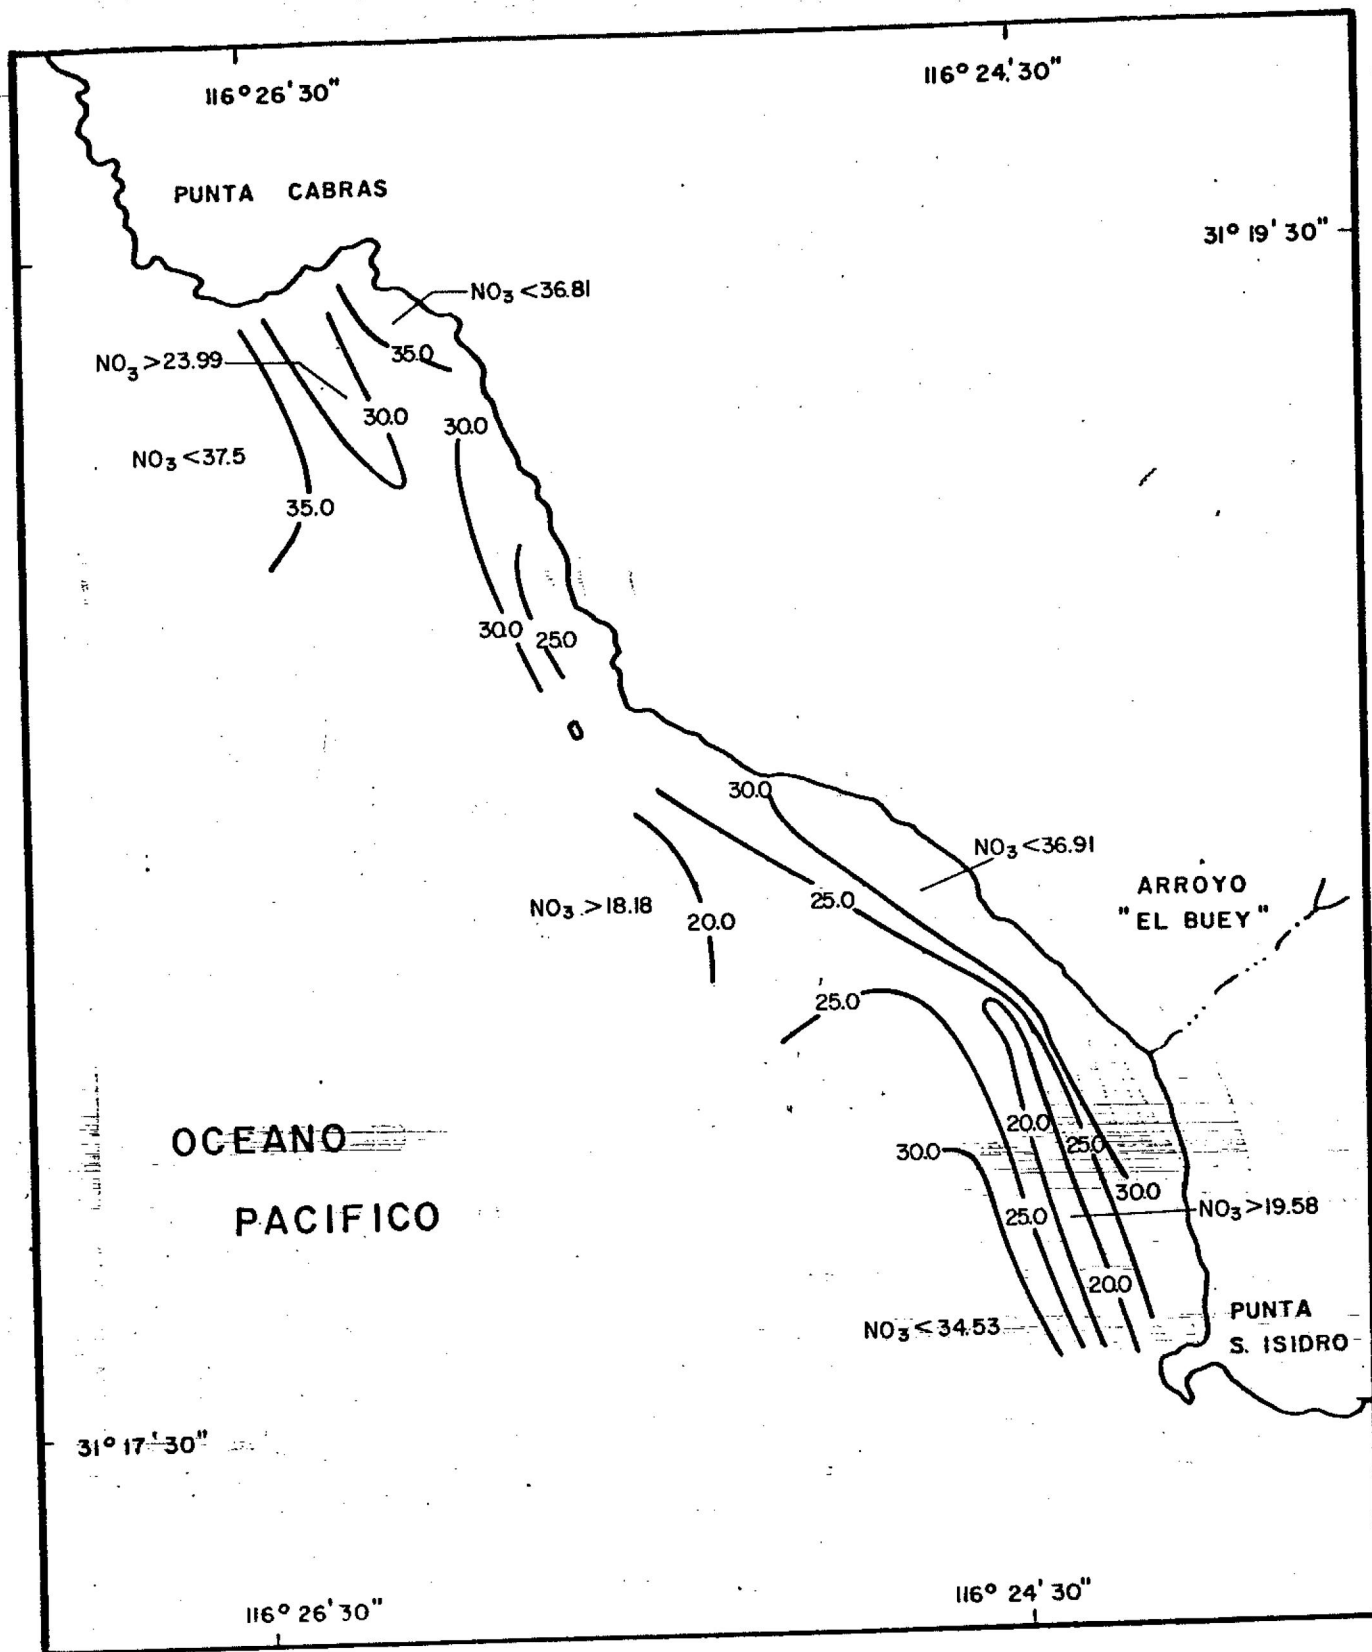 116° 26' 30"
116° 24' 30"
PUNTA CABRAS
31° 19' 30"
NO₃ <36.81
NO₃ >23.99
35.0
30.0
30.0
NO₃ <37.5
35.0
30.0
25.0
30.0
NO₃ <36.91
25.0
NO₃ >18.18
20.0
ARROYO
"EL BUEY"
25.0
20.0
OCEANO
25.0
30.0
30.0
NO₃ >19.58
25.0
PACIFICO
20.0
PUNTA
NO₃ <34.53
S. ISIDRO
31° 17' 30"
116° 24' 30"
116° 26' 30"